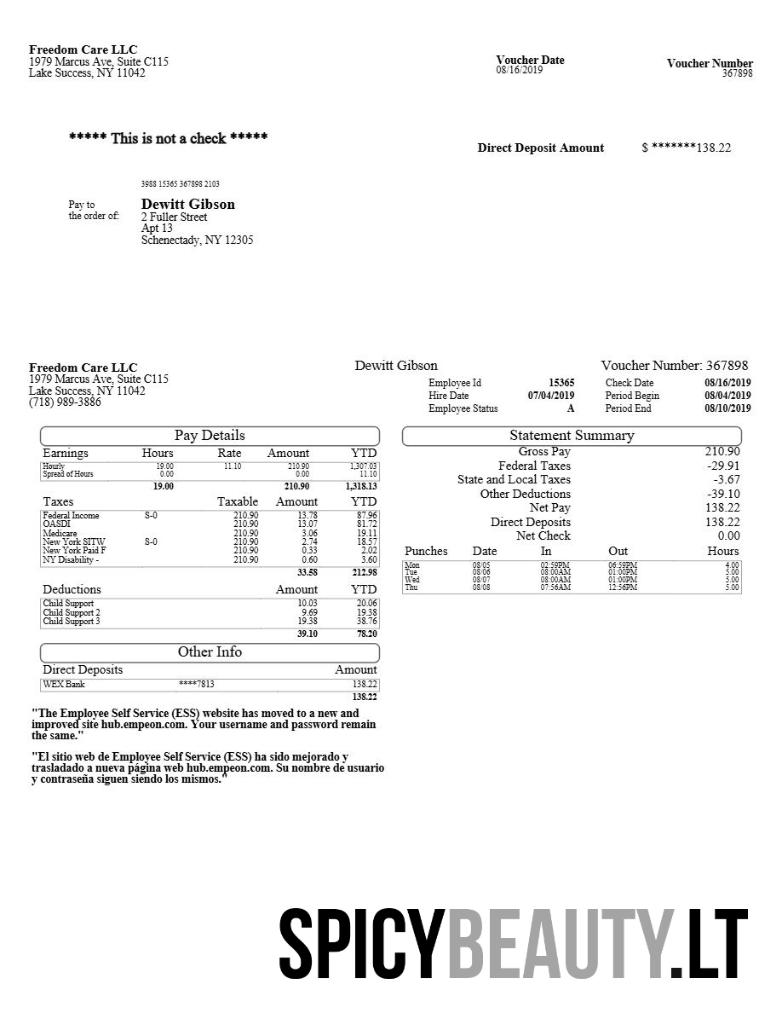 Freedom Care LLC
1979 Marcus Ave, Suite C115
Lake Success, NY 11042
Voucher Date
08/16/2019
Voucher Number
367898
***** This is not a check *****
Direct Deposit Amount $ *******138.22
3988 15365 367898 2103
Pay to
the order of:
Dewitt Gibson
2 Fuller Street
Apt 13
Schenectady, NY 12305
Freedom Care LLC
1979 Marcus Ave, Suite C115
Lake Success, NY 11042
(718) 989-3886
Dewitt Gibson
Voucher Number: 367898
Employee Id 15365 Check Date 08/16/2019
Hire Date 07/04/2019 Period Begin 08/04/2019
Employee Status A Period End 08/10/2019
Pay Details
Earnings Hours Rate Amount YTD
Hourly 19.00 11.10 210.90 1,307.03
Spread of Hours 0.00 0.00 11.10
19.00 210.90 1,318.13
Taxes Taxable Amount YTD
Federal Income S-0 210.90 13.78 87.96
OASDI 210.90 13.07 81.72
Medicare 210.90 3.06 19.11
New York SITW S-0 210.90 2.74 18.57
New York Paid F 210.90 0.33 2.02
NY Disability - 210.90 0.60 3.60
33.58 212.98
Deductions Amount YTD
Child Support 10.03 20.06
Child Support 2 9.69 19.38
Child Support 3 19.38 38.76
39.10 78.20
Other Info
Direct Deposits Amount
WEX Bank ****7813 138.22
138.22
"The Employee Self Service (ESS) website has moved to a new and
improved site hub.empeon.com. Your username and password remain
the same."
"El sitio web de Employee Self Service (ESS) ha sido mejorado y
trasladado a nueva página web hub.empeon.com. Su nombre de usuario
y contraseña siguen siendo los mismos."
Statement Summary
Gross Pay 210.90
Federal Taxes -29.91
State and Local Taxes -3.67
Other Deductions -39.10
Net Pay 138.22
Direct Deposits 138.22
Net Check 0.00
Punches Date In Out Hours
Mon 08/05 02:59PM 06:59PM 4.00
Tue 08/06 08:00AM 01:00PM 5.00
Wed 08/07 08:00AM 01:00PM 5.00
Thu 08/08 07:56AM 12:56PM 5.00
SPICYBEAUTY.LT